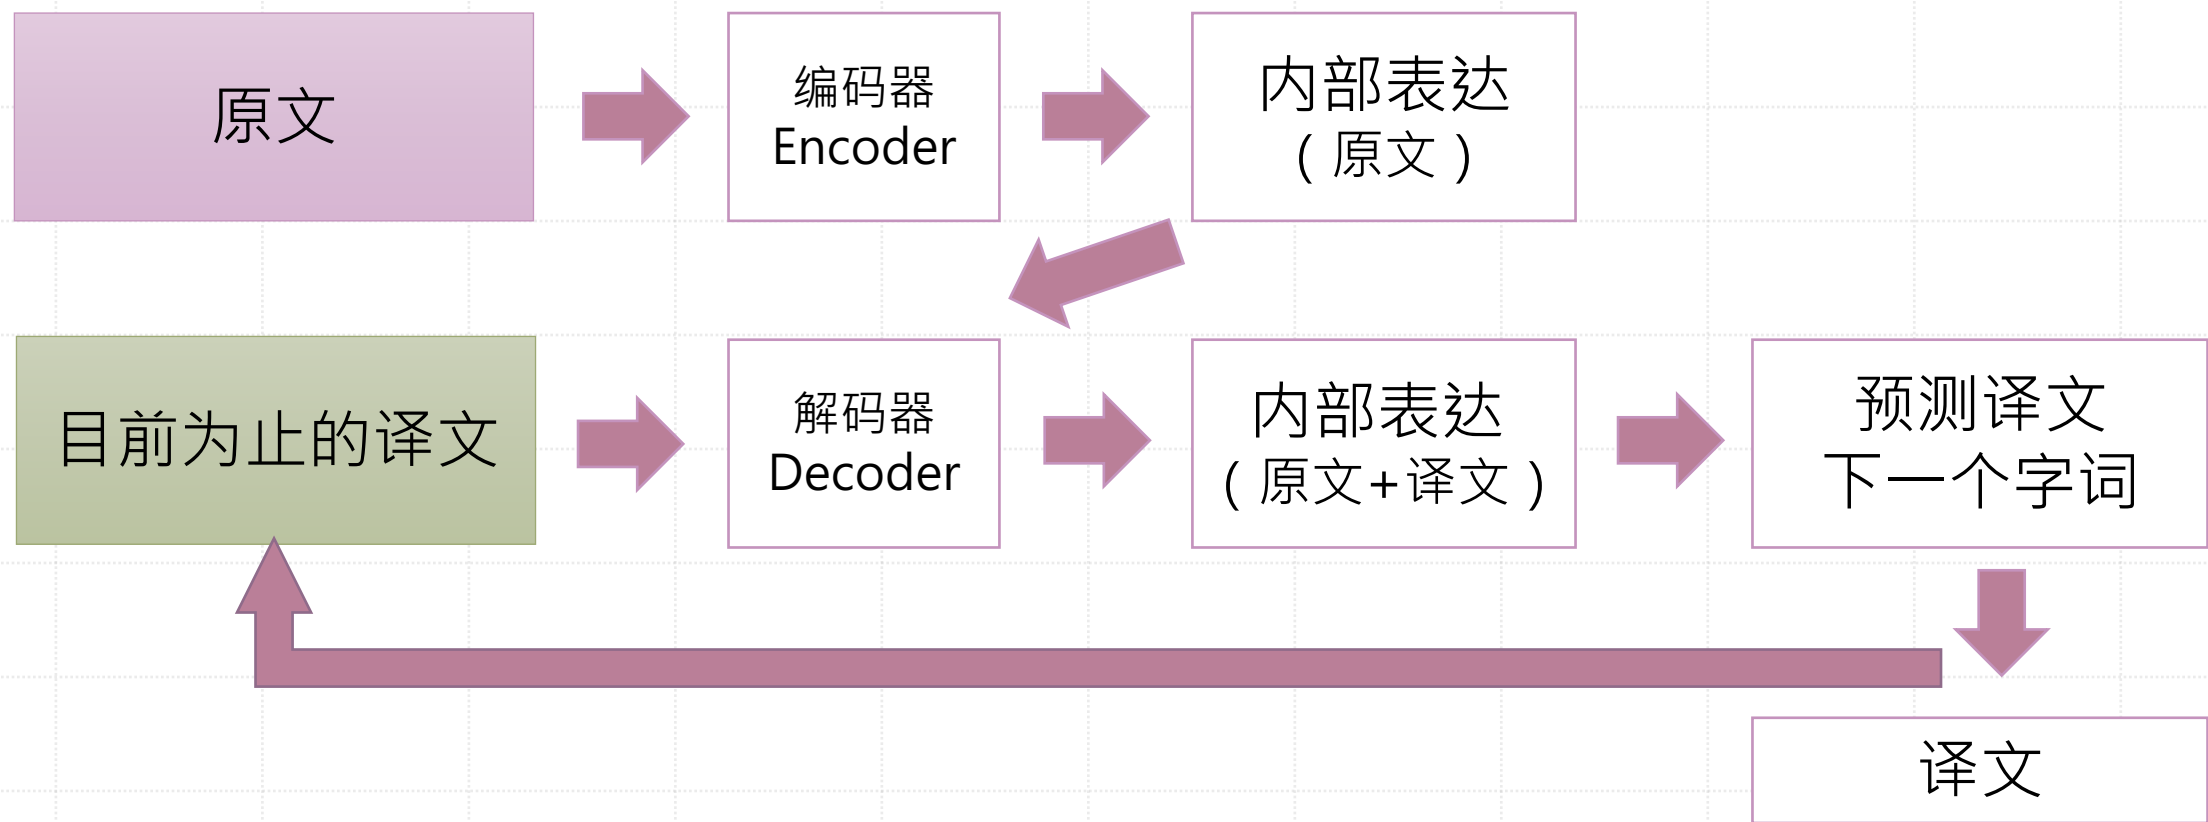 原文
编码器
Encoder
内部表达
（原文）
目前为止的译文
解码器
Decoder
内部表达
（原文+译文）
预测译文
下一个字词
译文